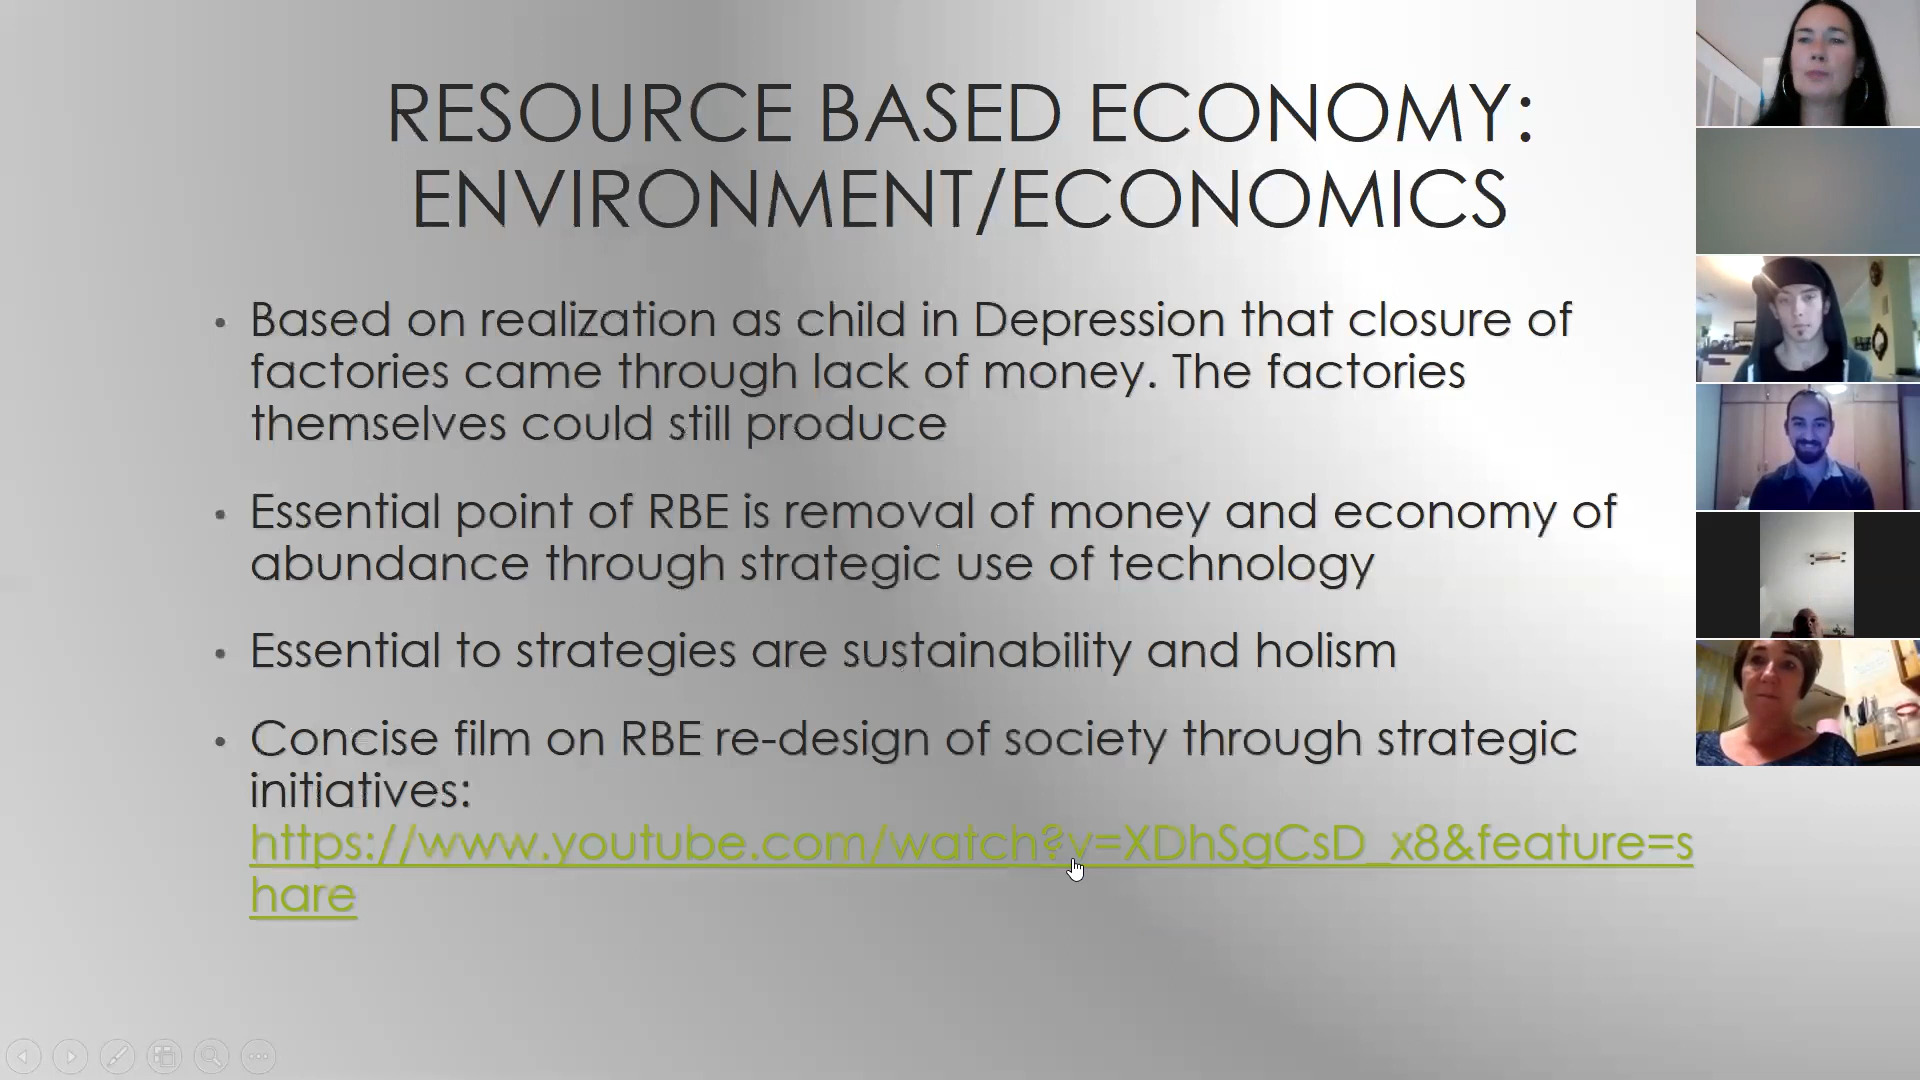 RESOURCE BASED ECONOMY:
ENVIRONMENT/ECONOMICS
• Based on realization as child in Depression that closure of
factories came through lack of money. The factories
themselves could still produce
• Essential point of RBE is removal of money and economy of
abundance through strategic use of technology
• Essential to strategies are sustainability and holism
• Concise film on RBE re-design of society through strategic
initiatives:
https://www.youtube.com/watch?v=XDhSgCsD_x8&feature=s
hare